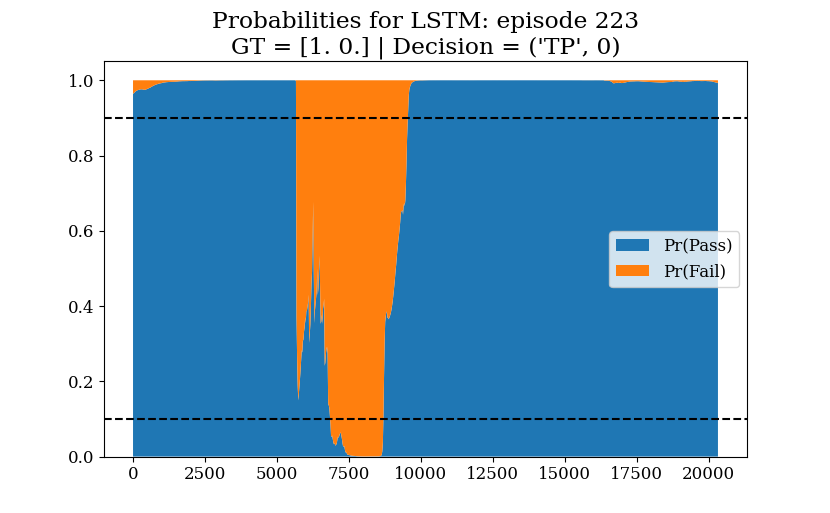 Probabilities for LSTM: episode 223
GT = [1. 0.] | Decision = ('TP', 0)
1.0
0.8
0.6
0.4
0.2
0.0
Pr(Pass)
Pr(Fail)
0 2500 5000 7500 10000 12500 15000 17500 20000